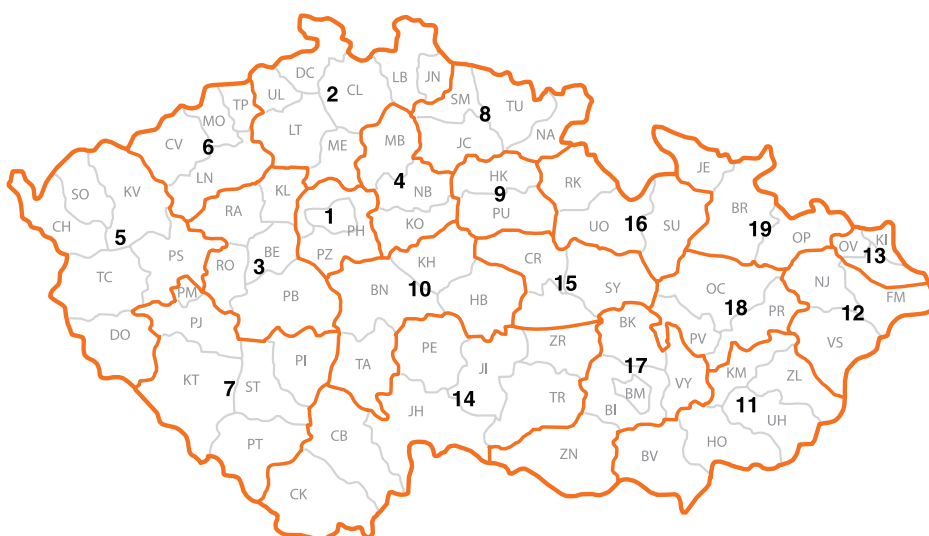 DC
LB
JN
UL
2
CL
TP
SM
TU
MO
8
LT
NA
CV
6
ME
MB
JC
JE
LN
4
HK
RK
SO
KV
KL
NB
9
RA
1
PU
BR
CH
PH
KO
UO
16
SU
19
5
OP
OV
KI
PS
BE
PZ
13
RO
3
KH
CR
TC
10
15
NJ
PM
PB
BN
HB
SY
OC
FM
PJ
18
PR
12
DO
BK
PV
VS
PE
ZR
PI
TA
JI
17
KM
ZL
KT
7
ST
VY
14
TR
BM
11
JH
BI
UH
PT
CB
HO
ZN
BV
CK